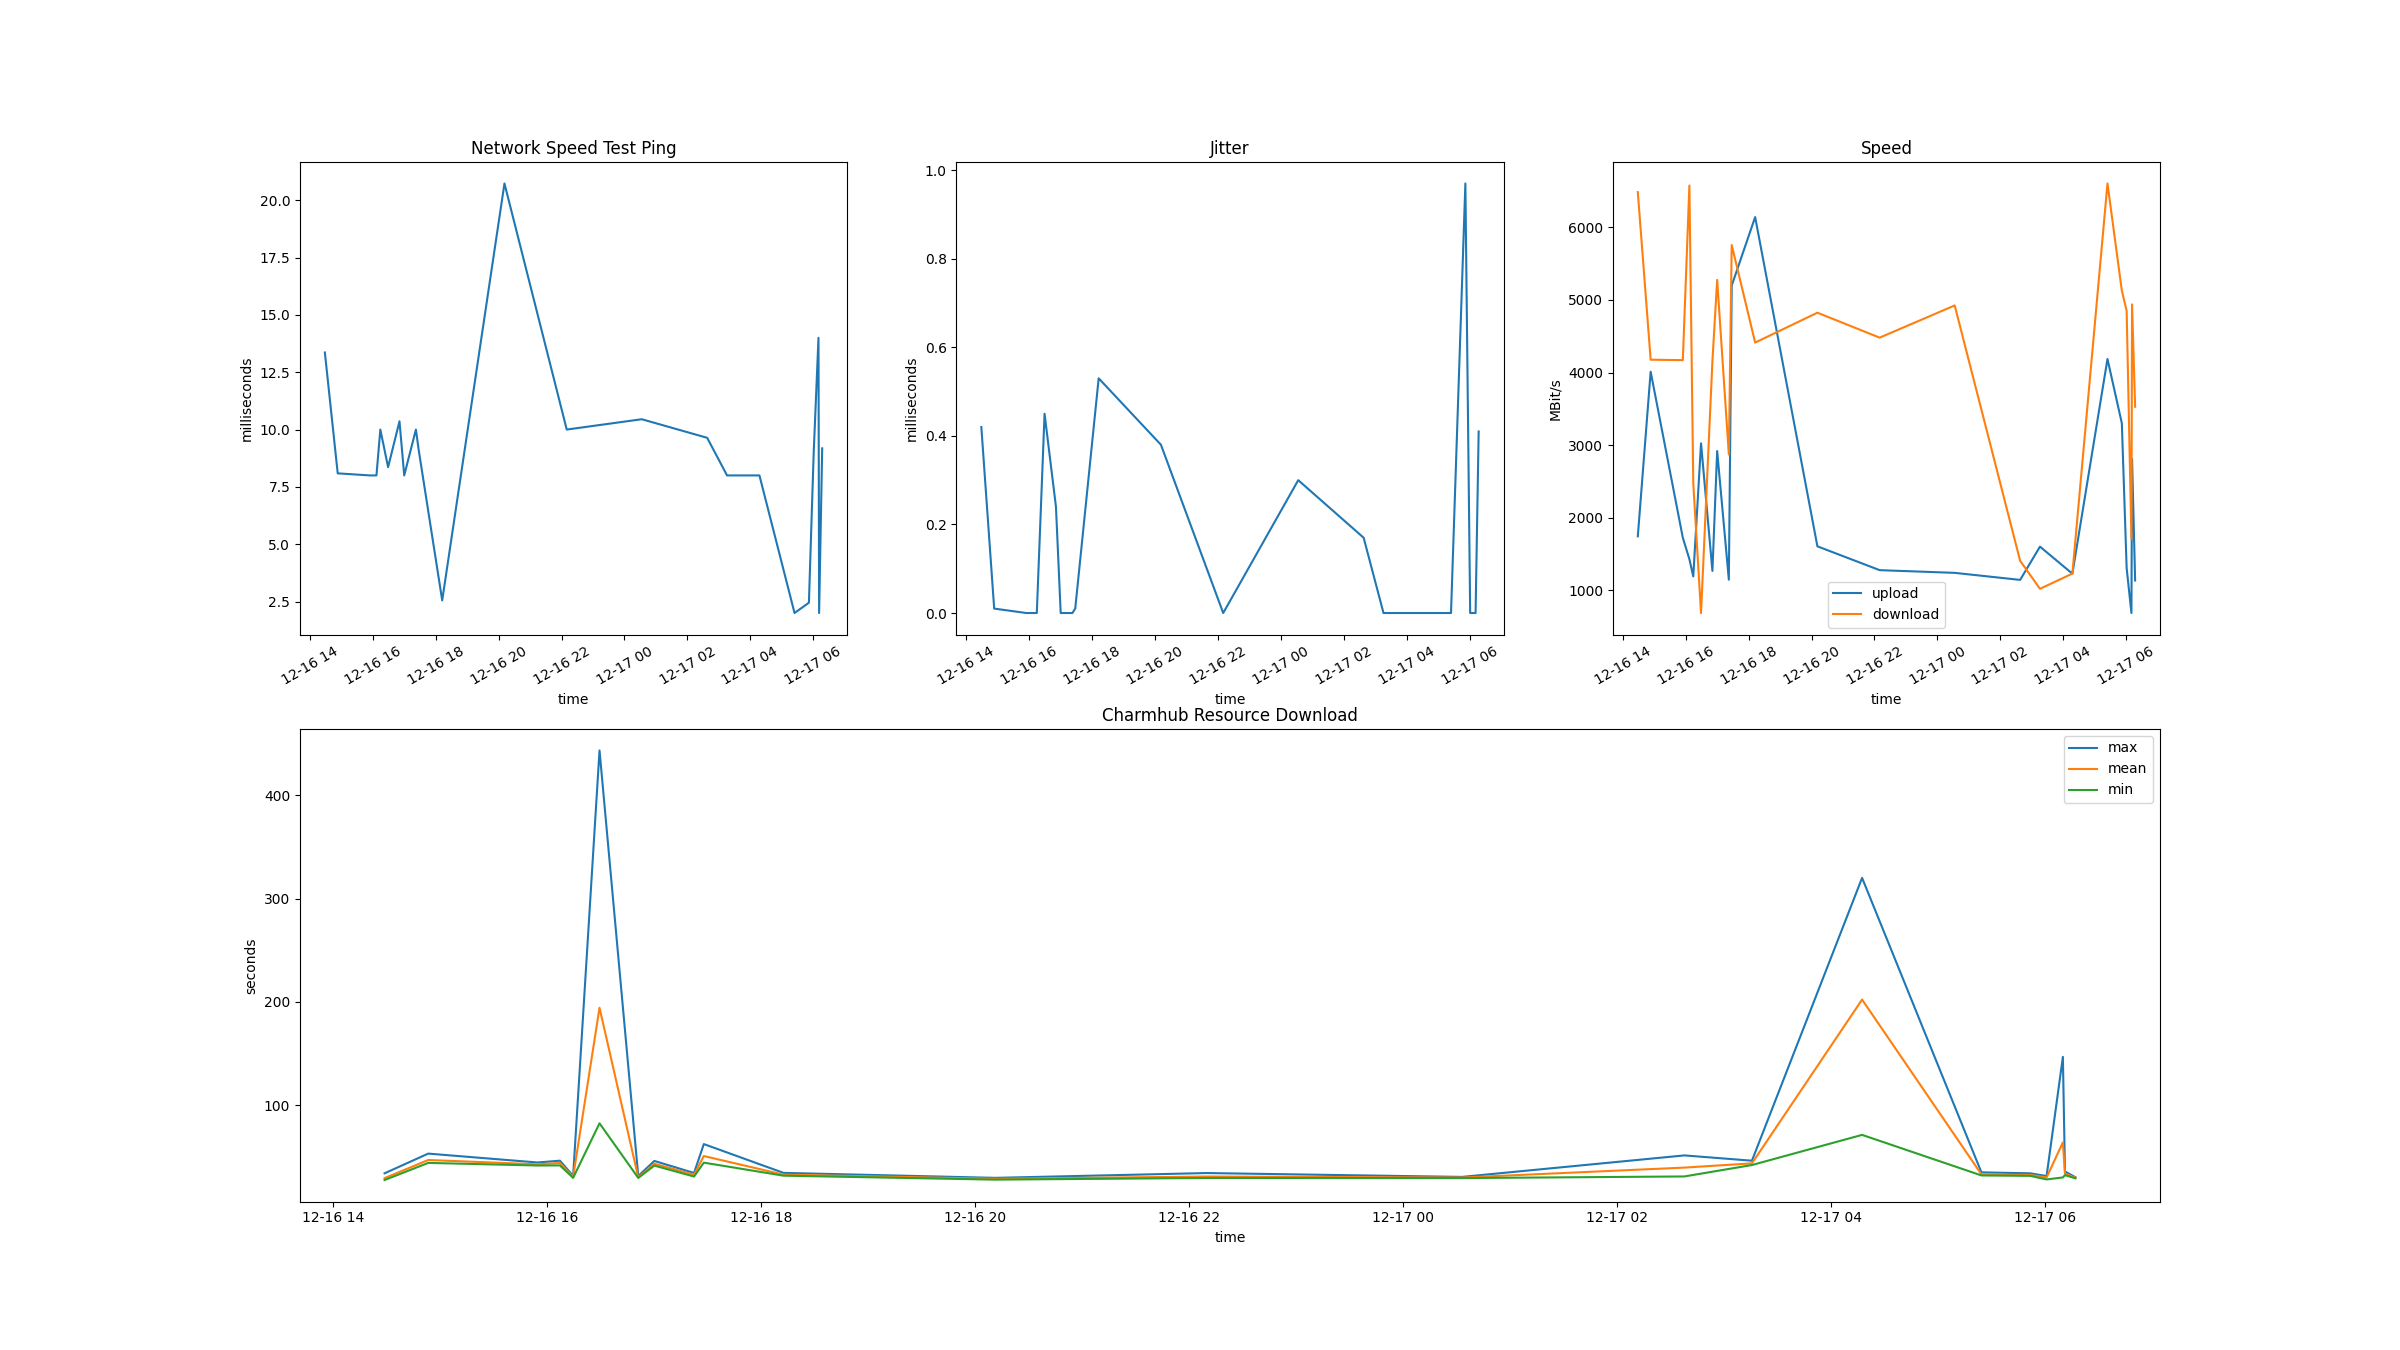 Network Speed Test Ping
milliseconds
20.0
17.5
15.0
12.5
10.0
7.5
5.0
2.5
12-16 14 12-16 16 12-16 18 12-16 20 12-16 22 12-17 00 12-17 02 12-17 04 12-17 06
time
Jitter
milliseconds
1.0
0.8
0.6
0.4
0.2
0.0
12-16 14 12-16 16 12-16 18 12-16 20 12-16 22 12-17 00 12-17 02 12-17 04 12-17 06
time
Speed
MBit/s
6000
5000
4000
3000
2000
1000
upload
download
12-16 14 12-16 16 12-16 18 12-16 20 12-16 22 12-17 00 12-17 02 12-17 04 12-17 06
time
Charmhub Resource Download
seconds
400
300
200
100
max
mean
min
12-16 14 12-16 16 12-16 18 12-16 20 12-16 22 12-17 00 12-17 02 12-17 04 12-17 06
time